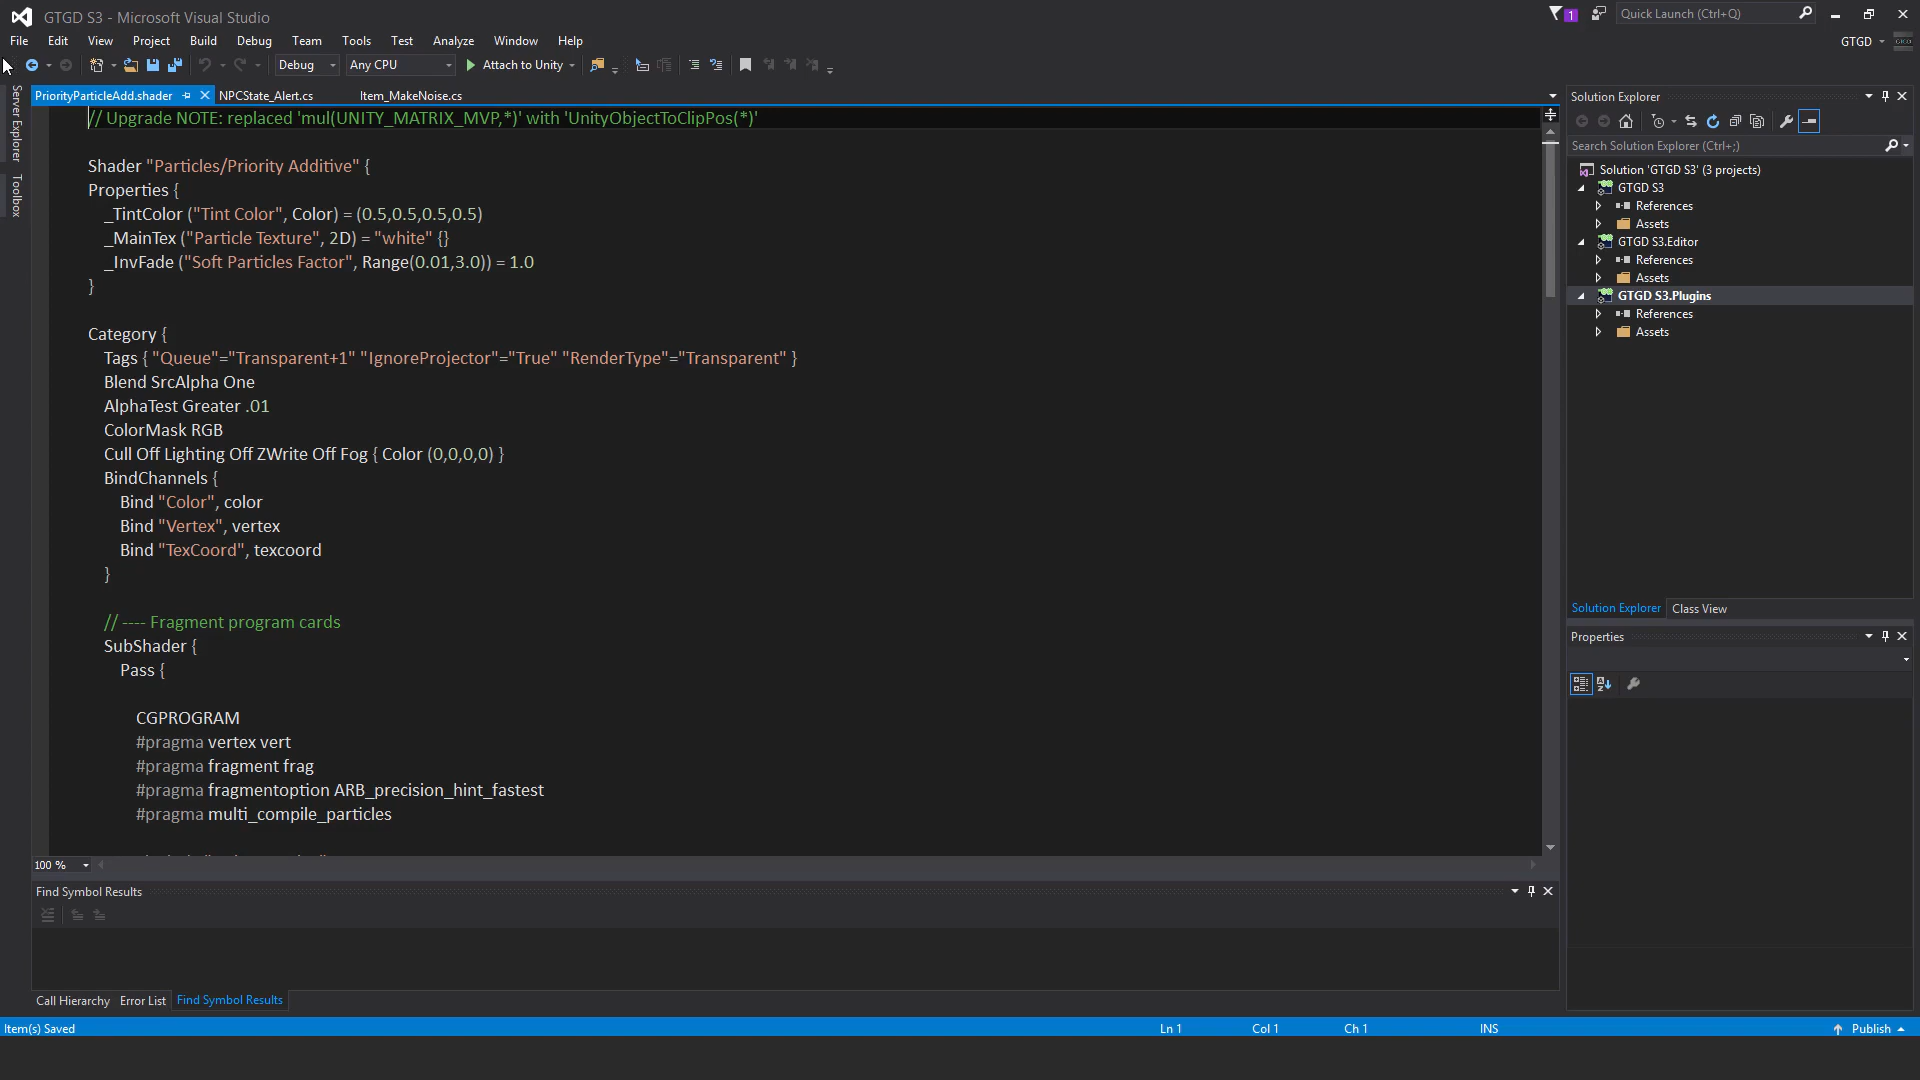 GTGD S3 - Microsoft Visual Studio
1
Quick Launch (Ctrl+Q)
File Edit View Project Build Debug Team Tools Test Analyze Window Help
GTGD
Debug Any CPU Attach to Unity
Server Explorer
Toolbox
PriorityParticleAdd.shader NPCState_Alert.cs Item_MakeNoise.cs
// Upgrade NOTE: replaced 'mul(UNITY_MATRIX_MVP,*)' with 'UnityObjectToClipPos(*)'
Shader "Particles/Priority Additive" {
Properties {
_TintColor ("Tint Color", Color) = (0.5,0.5,0.5,0.5)
_MainTex ("Particle Texture", 2D) = "white" {}
_InvFade ("Soft Particles Factor", Range(0.01,3.0)) = 1.0
}
Category {
Tags { "Queue"="Transparent+1" "IgnoreProjector"="True" "RenderType"="Transparent" }
Blend SrcAlpha One
AlphaTest Greater .01
ColorMask RGB
Cull Off Lighting Off ZWrite Off Fog { Color (0,0,0,0) }
BindChannels {
Bind "Color", color
Bind "Vertex", vertex
Bind "TexCoord", texcoord
}
// ---- Fragment program cards
SubShader {
Pass {
CGPROGRAM
#pragma vertex vert
#pragma fragment frag
#pragma fragmentoption ARB_precision_hint_fastest
#pragma multi_compile_particles
100 %
Find Symbol Results
Call Hierarchy Error List Find Symbol Results
Solution Explorer
Search Solution Explorer (Ctrl+;)
Solution 'GTGD S3' (3 projects)
GTGD S3
References
Assets
GTGD S3.Editor
References
Assets
GTGD S3.Plugins
References
Assets
Solution Explorer Class View
Properties
Item(s) Saved Ln 1 Col 1 Ch 1 INS Publish